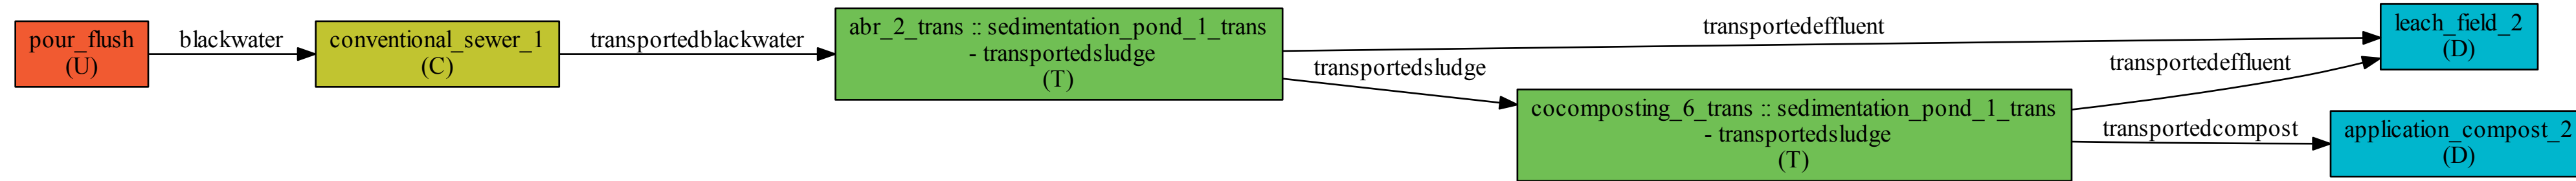 pour_flush
(U)
blackwater
conventional_sewer_1
(C)
transportedblackwater
abr_2_trans :: sedimentation_pond_1_trans
- transportedsludge
(T)
transportedeffluent
transportedsludge
cocomposting_6_trans :: sedimentation_pond_1_trans
- transportedsludge
(T)
transportedeffluent
transportedcompost
leach_field_2
(D)
application_compost_2
(D)